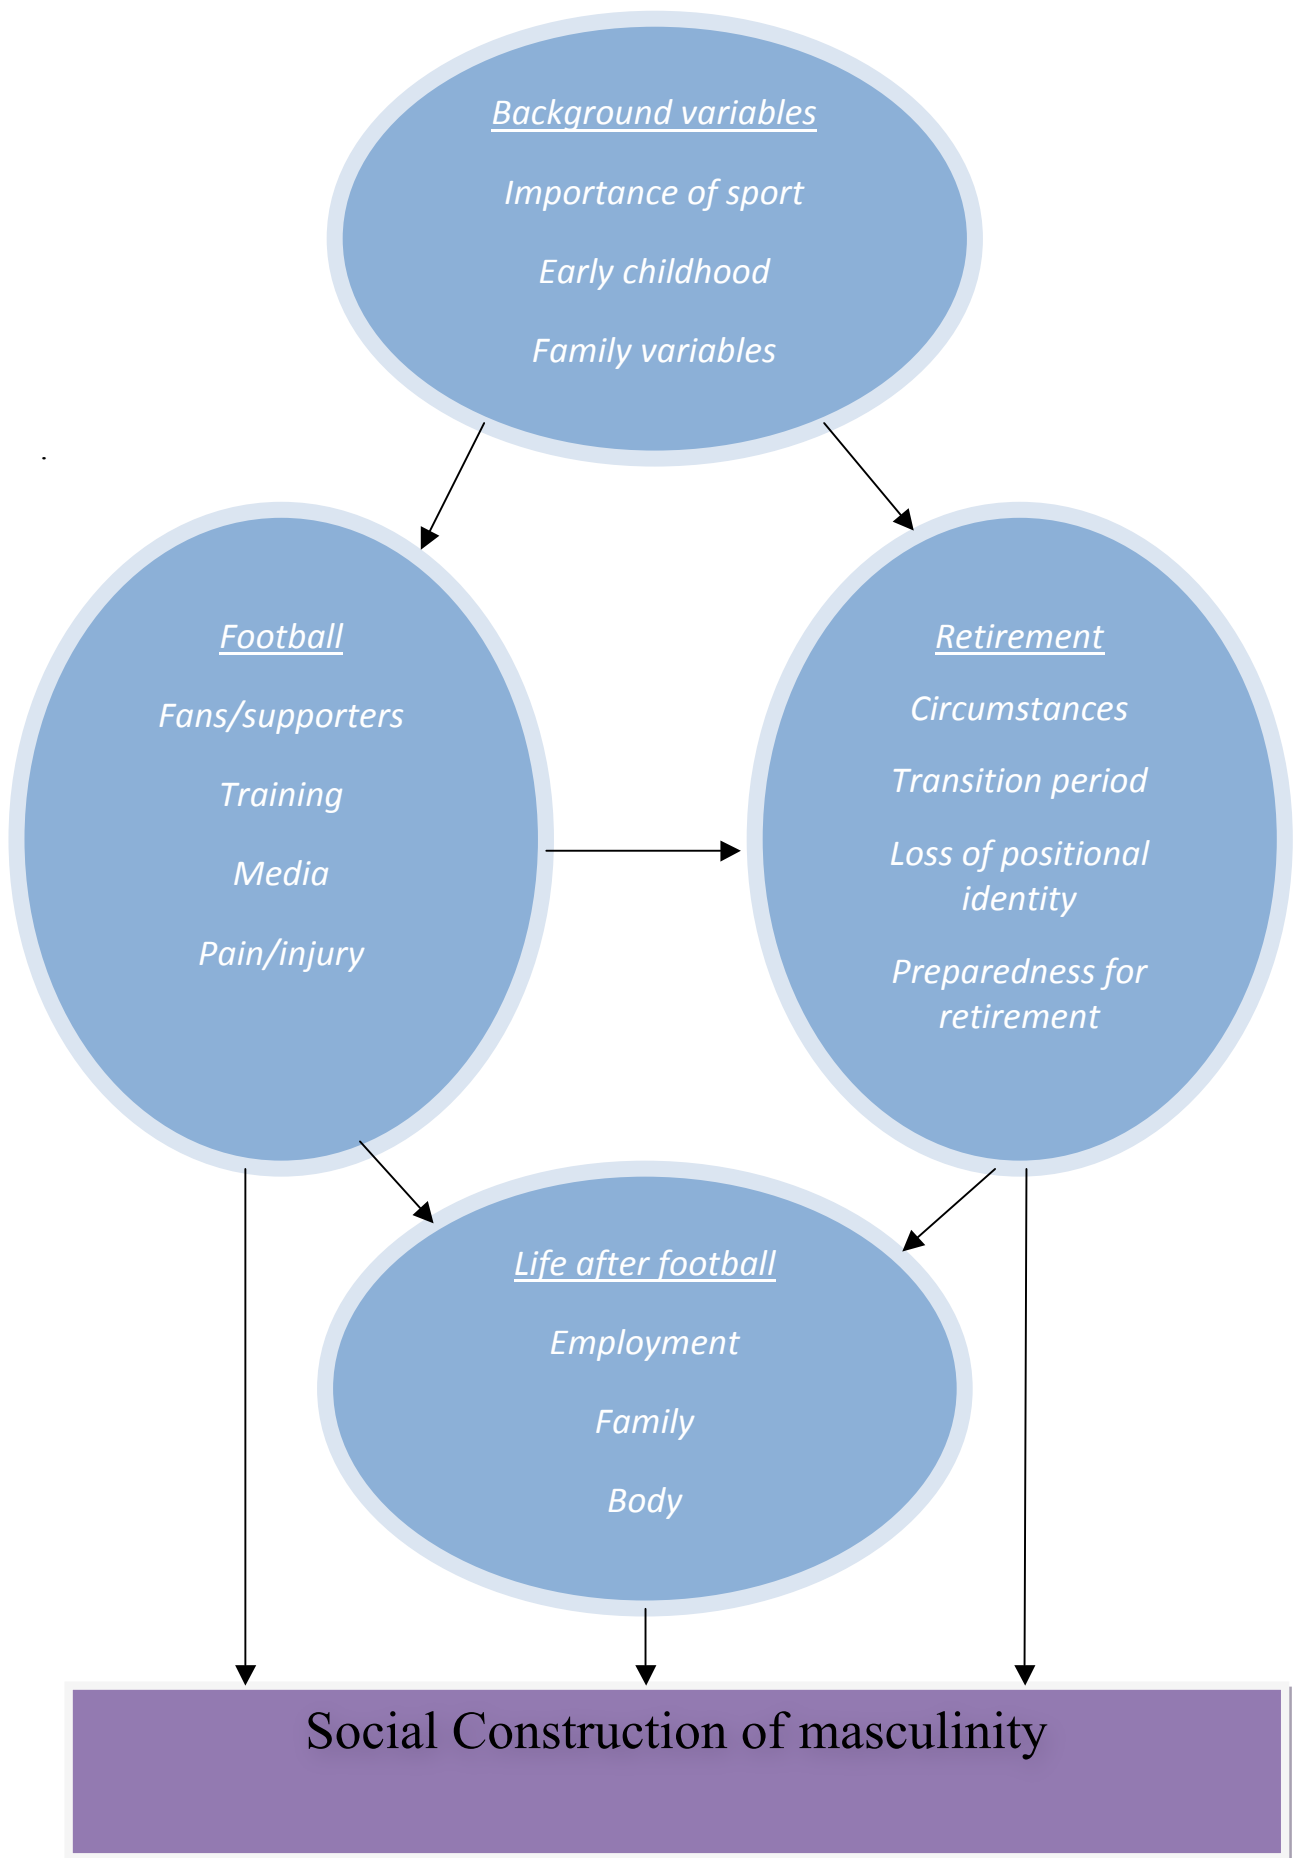 Background variables
Importance of sport
Early childhood
Family variables
.
Football
Fans/supporters
Training
Media
Pain/injury
Retirement
Circumstances
Transition period
Loss of positional
identity
Preparedness for
retirement
Life after football
Employment
Family
Body
Social Construction of masculinity